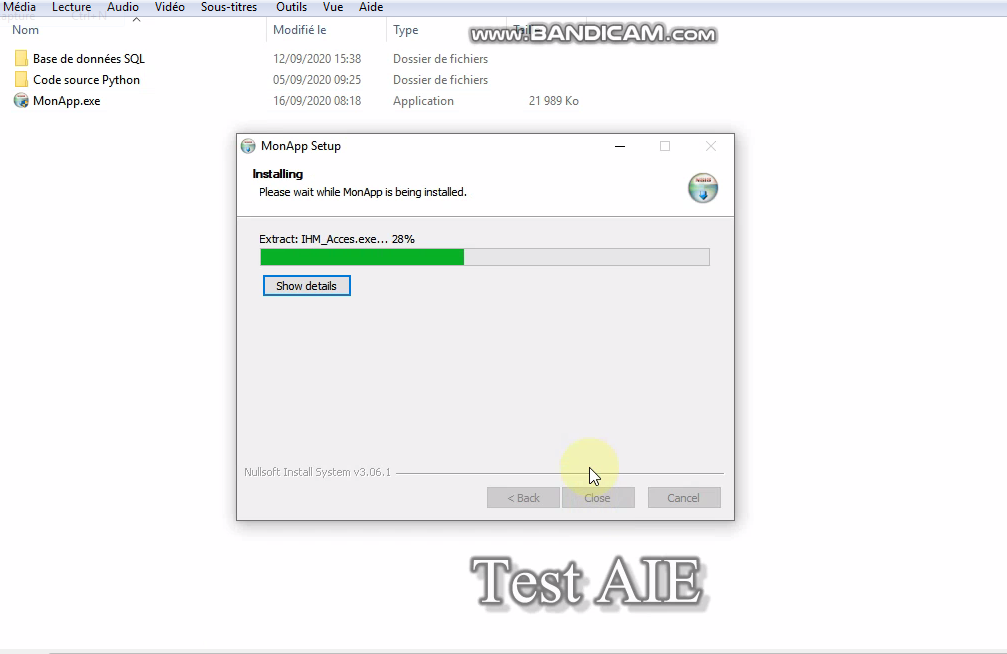 Média Lecture Audio Vidéo Sous-titres Outils Vue Aide
Nom Modifié le Type
www.BANDICAM.com
Base de données SQL 12/09/2020 15:38 Dossier de fichiers
Code source Python 05/09/2020 09:25 Dossier de fichiers
MonApp.exe 16/09/2020 08:18 Application 21 989 Ko
MonApp Setup
Installing
Please wait while MonApp is being installed.
Extract: IHM_Acces.exe... 28%
Show details
Nullsoft Install System v3.06.1
< Back Close Cancel
Test AIE